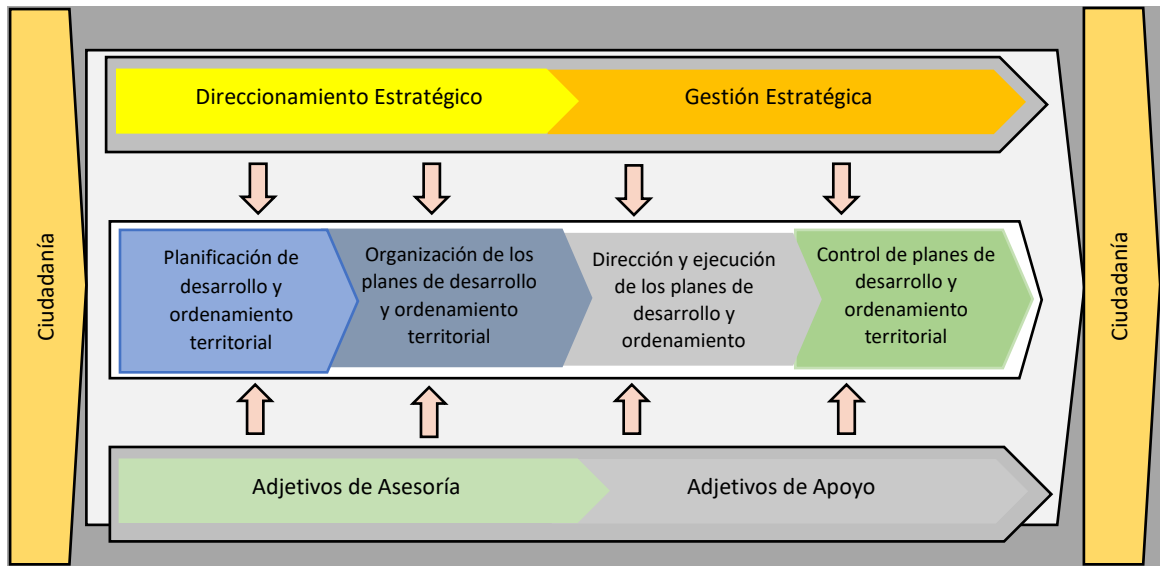 Ciudadanía
Direccionamiento Estratégico
Gestión Estratégica
Planificación de
desarrollo y
ordenamiento
territorial
Organización de los
planes de desarrollo
y ordenamiento
territorial
Dirección y ejecución
de los planes de
desarrollo y
ordenamiento
Control de planes de
desarrollo y
ordenamiento
territorial
Adjetivos de Asesoría
Adjetivos de Apoyo
Ciudadanía